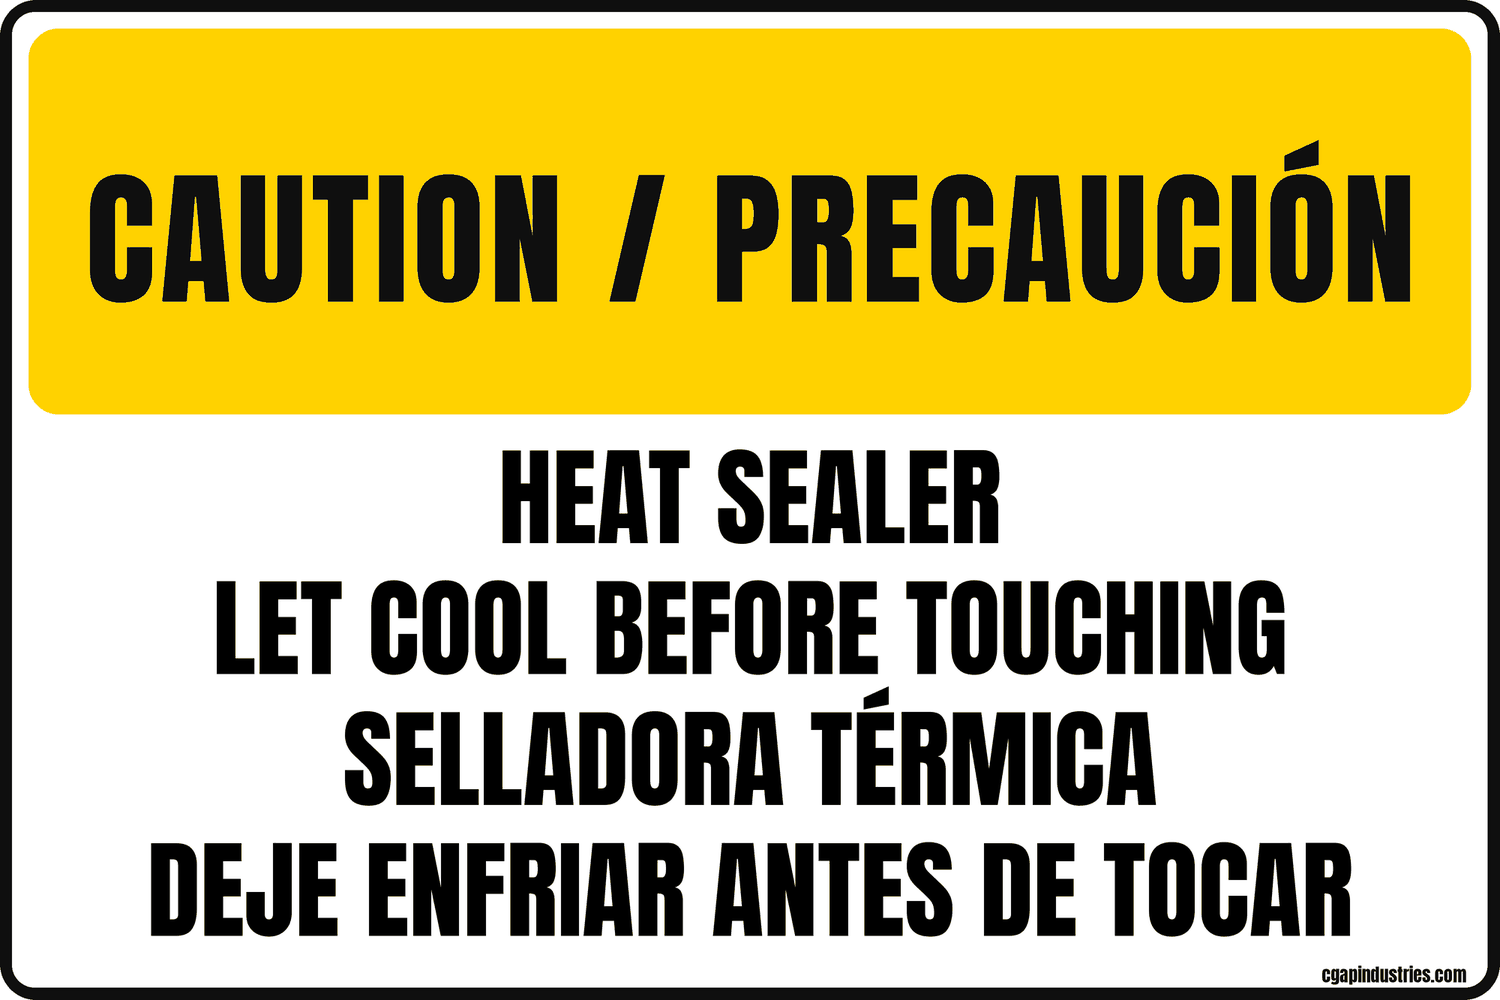 CAUTION / PRECAUCIÓN
HEAT SEALER
LET COOL BEFORE TOUCHING
SELLADORA TÉRMICA
DEJE ENFRIAR ANTES DE TOCAR
cgapindustries.com